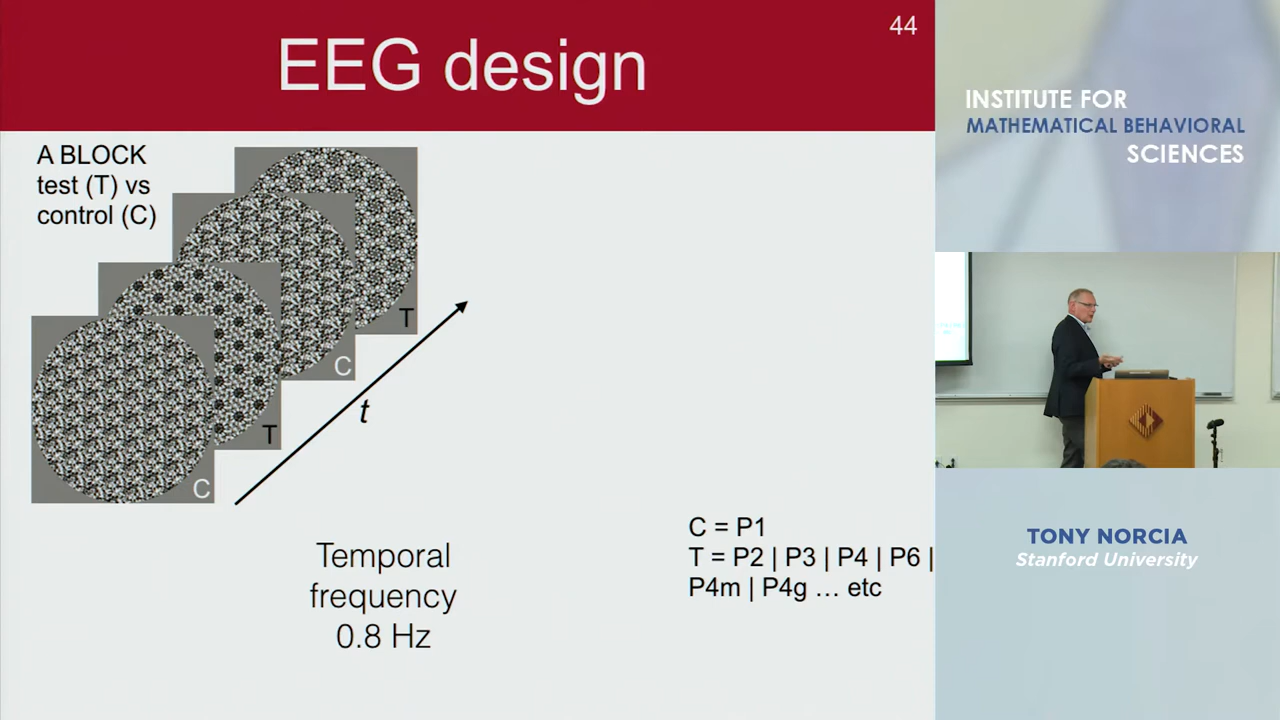 EEG design
44
A BLOCK
test (T) vs
control (C)
T
C
T
C
t
Temporal
frequency
0.8 Hz
C = P1
T = P2 | P3 | P4 | P6 |
P4m | P4g … etc
INSTITUTE FOR
MATHEMATICAL BEHAVIORAL
SCIENCES
TONY NORCIA
Stanford University